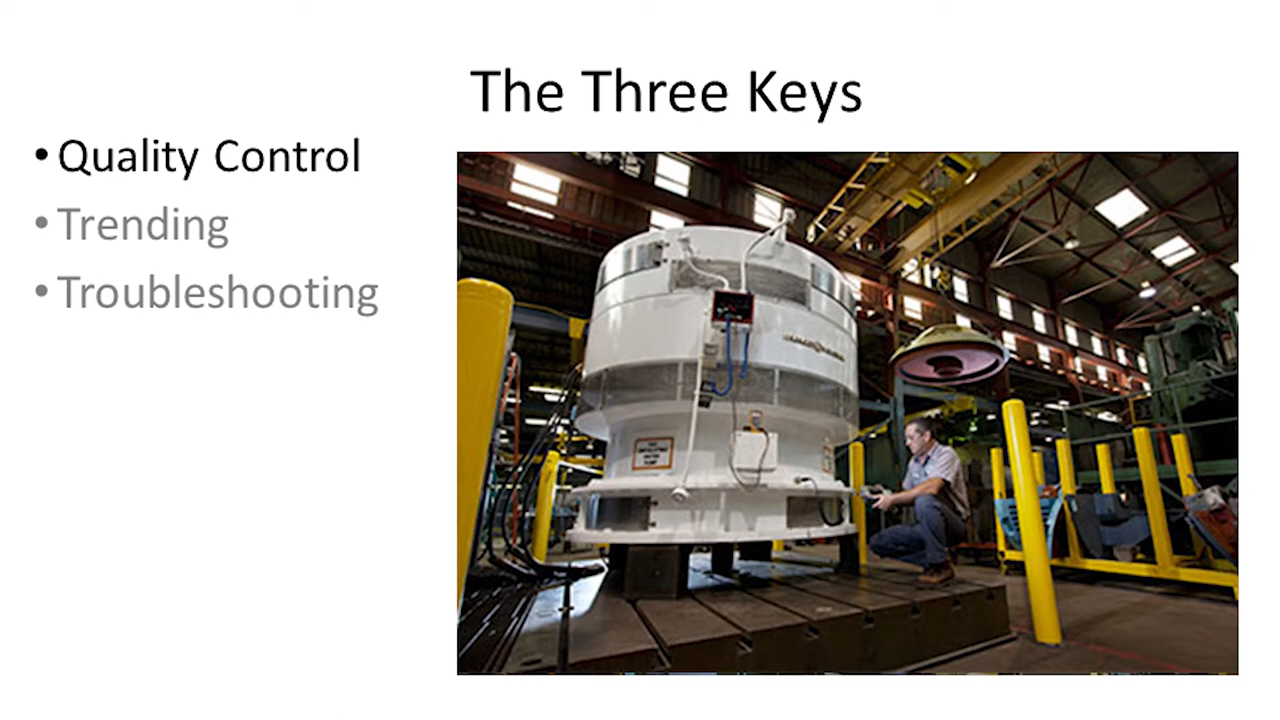 The Three Keys
• Quality Control
• Trending
• Troubleshooting